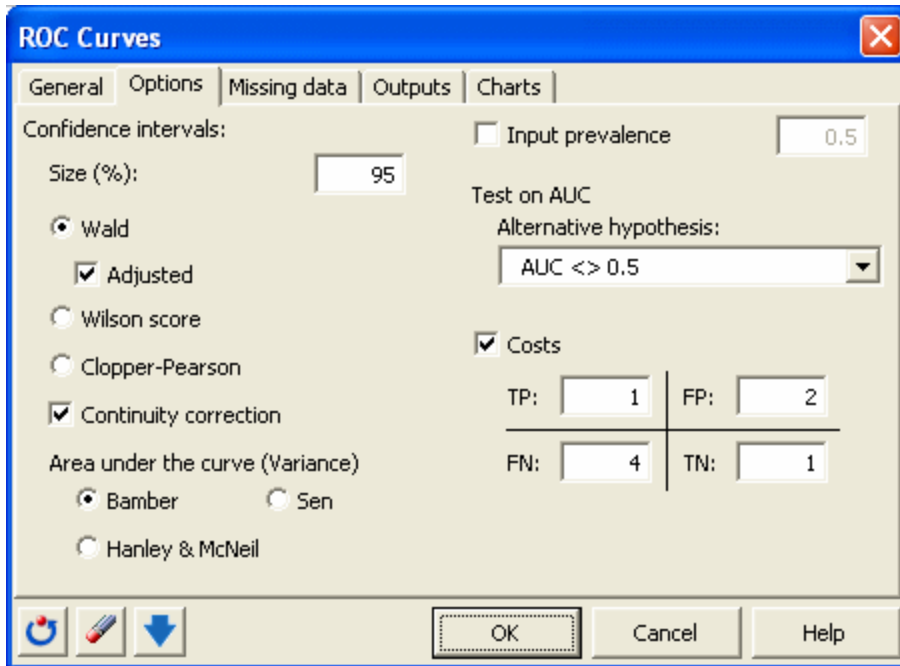 ROC Curves
General Options Missing data Outputs Charts
Confidence intervals:
Size (%): 95
Wald
Adjusted
Wilson score
Clopper-Pearson
Continuity correction
Area under the curve (Variance)
Bamber Sen
Hanley & McNeil
Input prevalence 0.5
Test on AUC
Alternative hypothesis:
AUC <> 0.5
Costs
TP: 1 FP: 2
FN: 4 TN: 1
OK Cancel Help